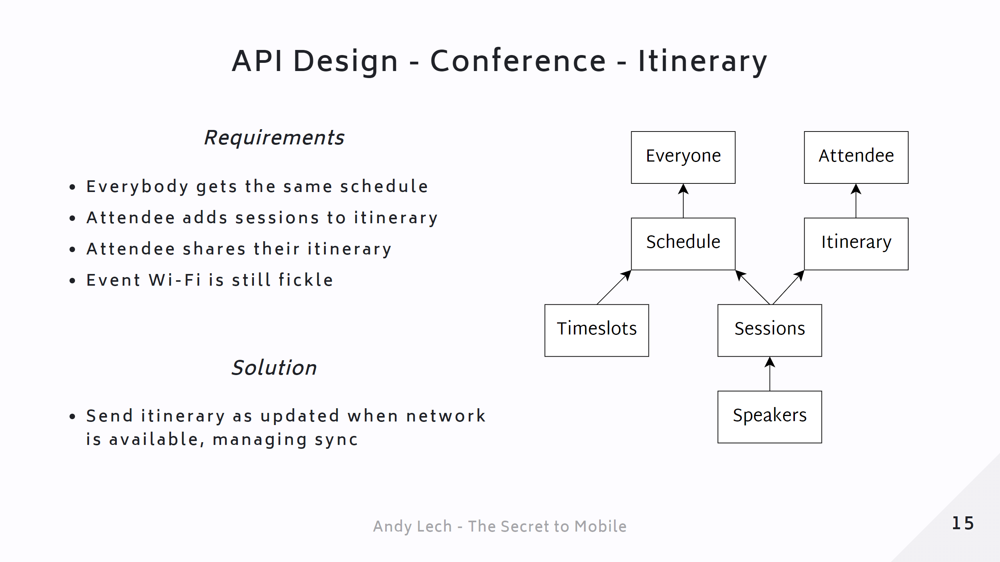 API Design - Conference - Itinerary
Requirements
• Everybody gets the same schedule
• Attendee adds sessions to itinerary
• Attendee shares their itinerary
• Event Wi-Fi is still fickle
Solution
• Send itinerary as updated when network
is available, managing sync
Everyone
Attendee
Schedule
Itinerary
Timeslots
Sessions
Speakers
Andy Lech - The Secret to Mobile
15